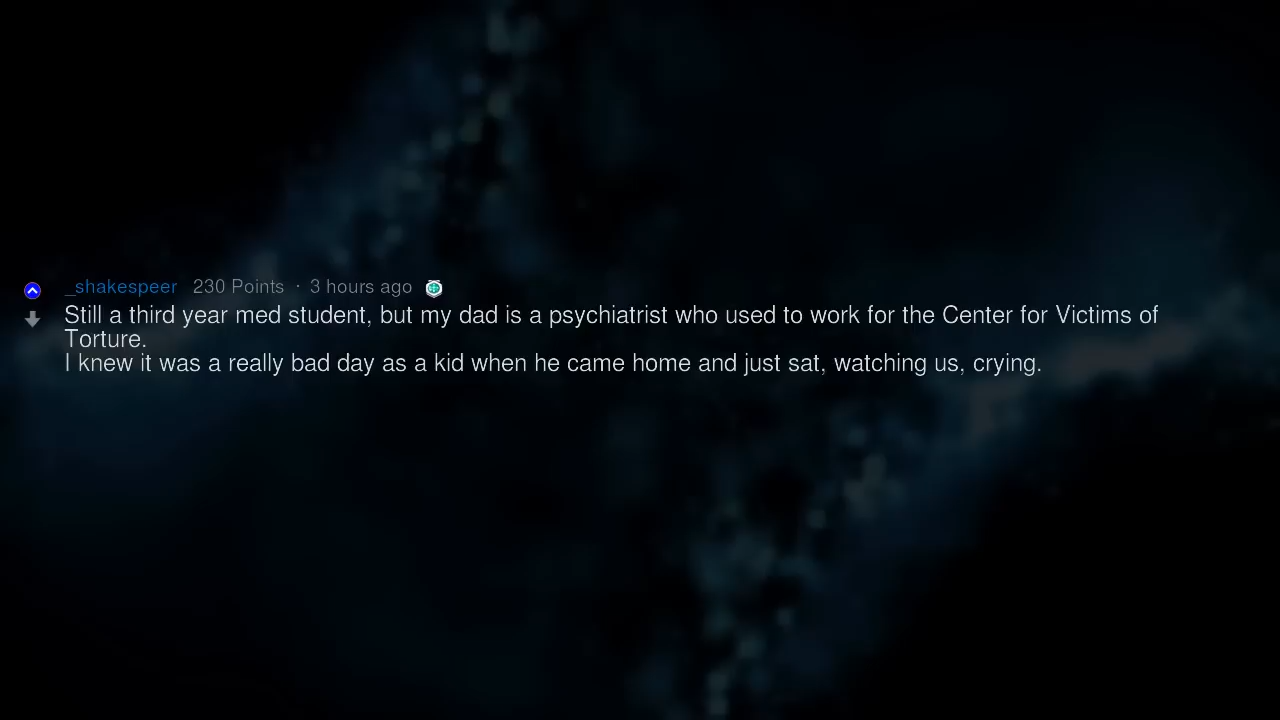 _shakespeer 230 Points · 3 hours ago
Still a third year med student, but my dad is a psychiatrist who used to work for the Center for Victims of
Torture.
I knew it was a really bad day as a kid when he came home and just sat, watching us, crying.